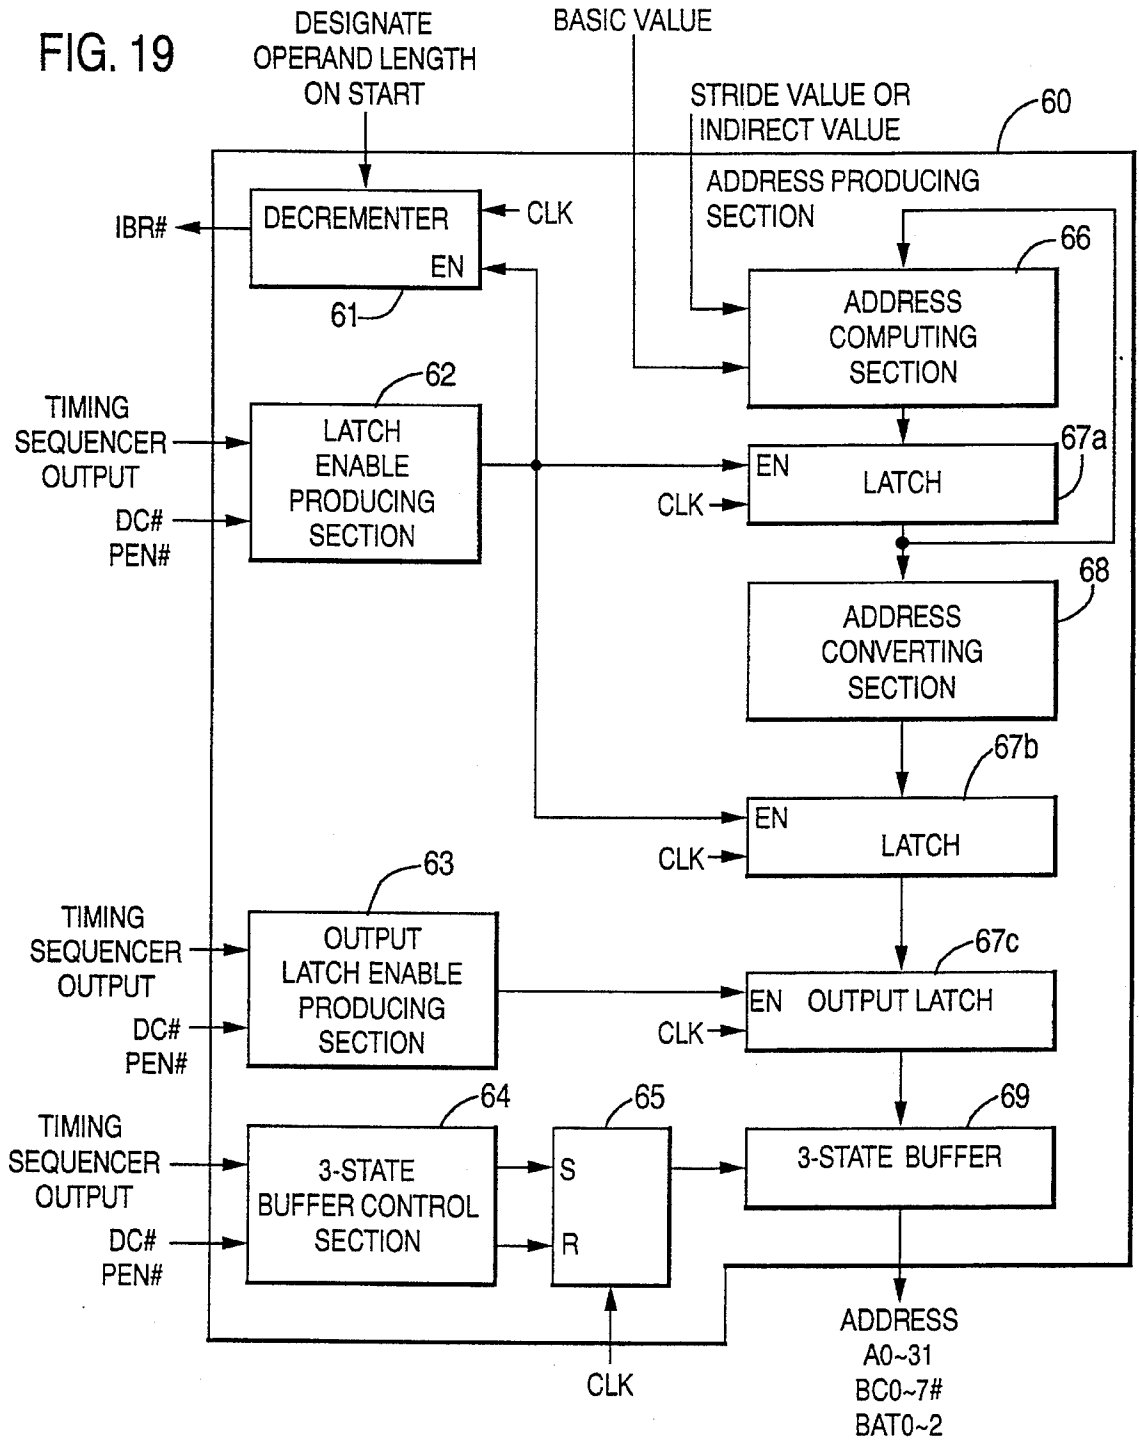 FIG. 19
DESIGNATE
OPERAND LENGTH
ON START
BASIC VALUE
STRIDE VALUE OR
INDIRECT VALUE
60
ADDRESS PRODUCING
SECTION
IBR#
DECREMENTER
EN
CLK
61
66
ADDRESS
COMPUTING
SECTION
TIMING
SEQUENCER
OUTPUT
DC#
PEN#
62
LATCH
ENABLE
PRODUCING
SECTION
67a
EN
LATCH
CLK
68
ADDRESS
CONVERTING
SECTION
67b
EN
LATCH
CLK
TIMING
SEQUENCER
OUTPUT
DC#
PEN#
63
OUTPUT
LATCH ENABLE
PRODUCING
SECTION
67c
EN OUTPUT LATCH
CLK
TIMING
SEQUENCER
OUTPUT
DC#
PEN#
64
3-STATE
BUFFER CONTROL
SECTION
65
S
R
CLK
69
3-STATE BUFFER
ADDRESS
A0~31
BC0~7#
BAT0~2